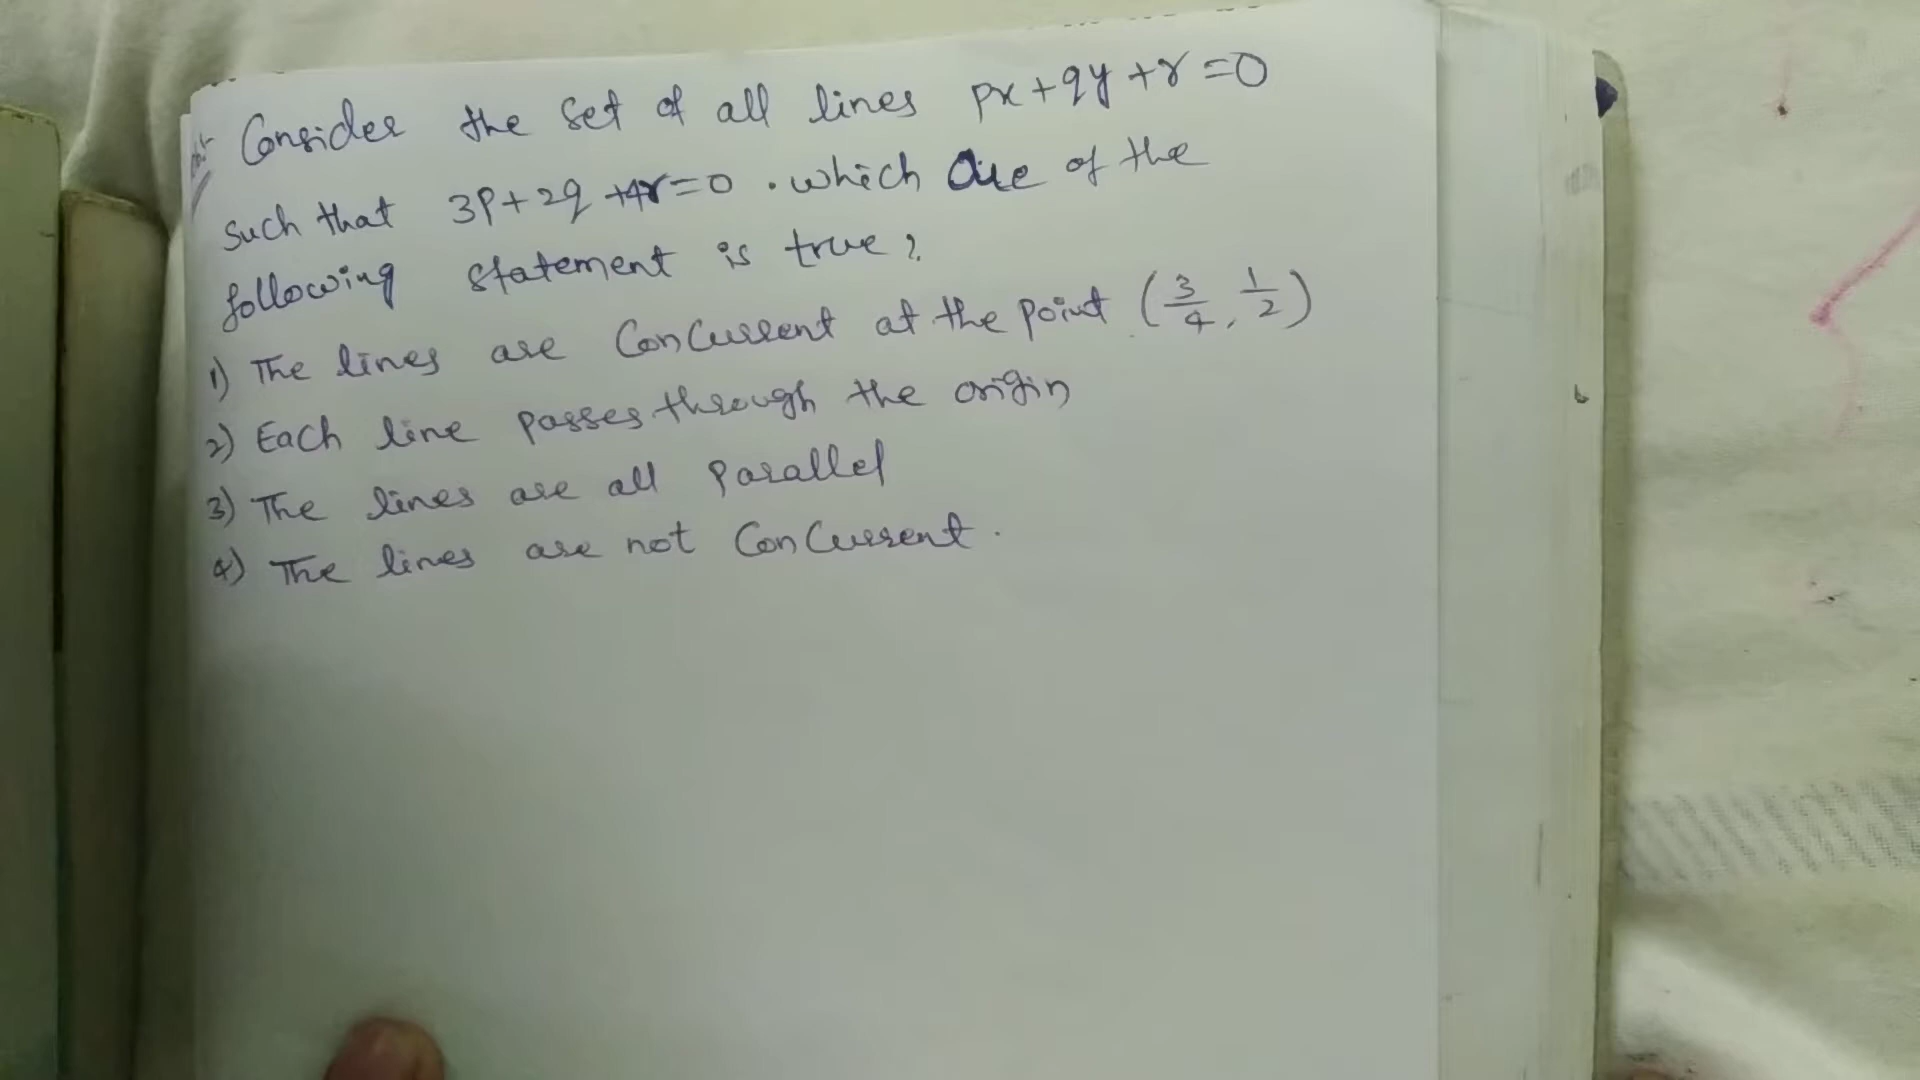 Consider the set of all lines px+qy+r=0
such that 3p+2q+4r=0. which one of the
following statement is true?
1) The lines are concurrent at the point (3/4, 1/2)
2) Each line passes through the origin
3) The lines are all parallel
4) The lines are not concurrent.